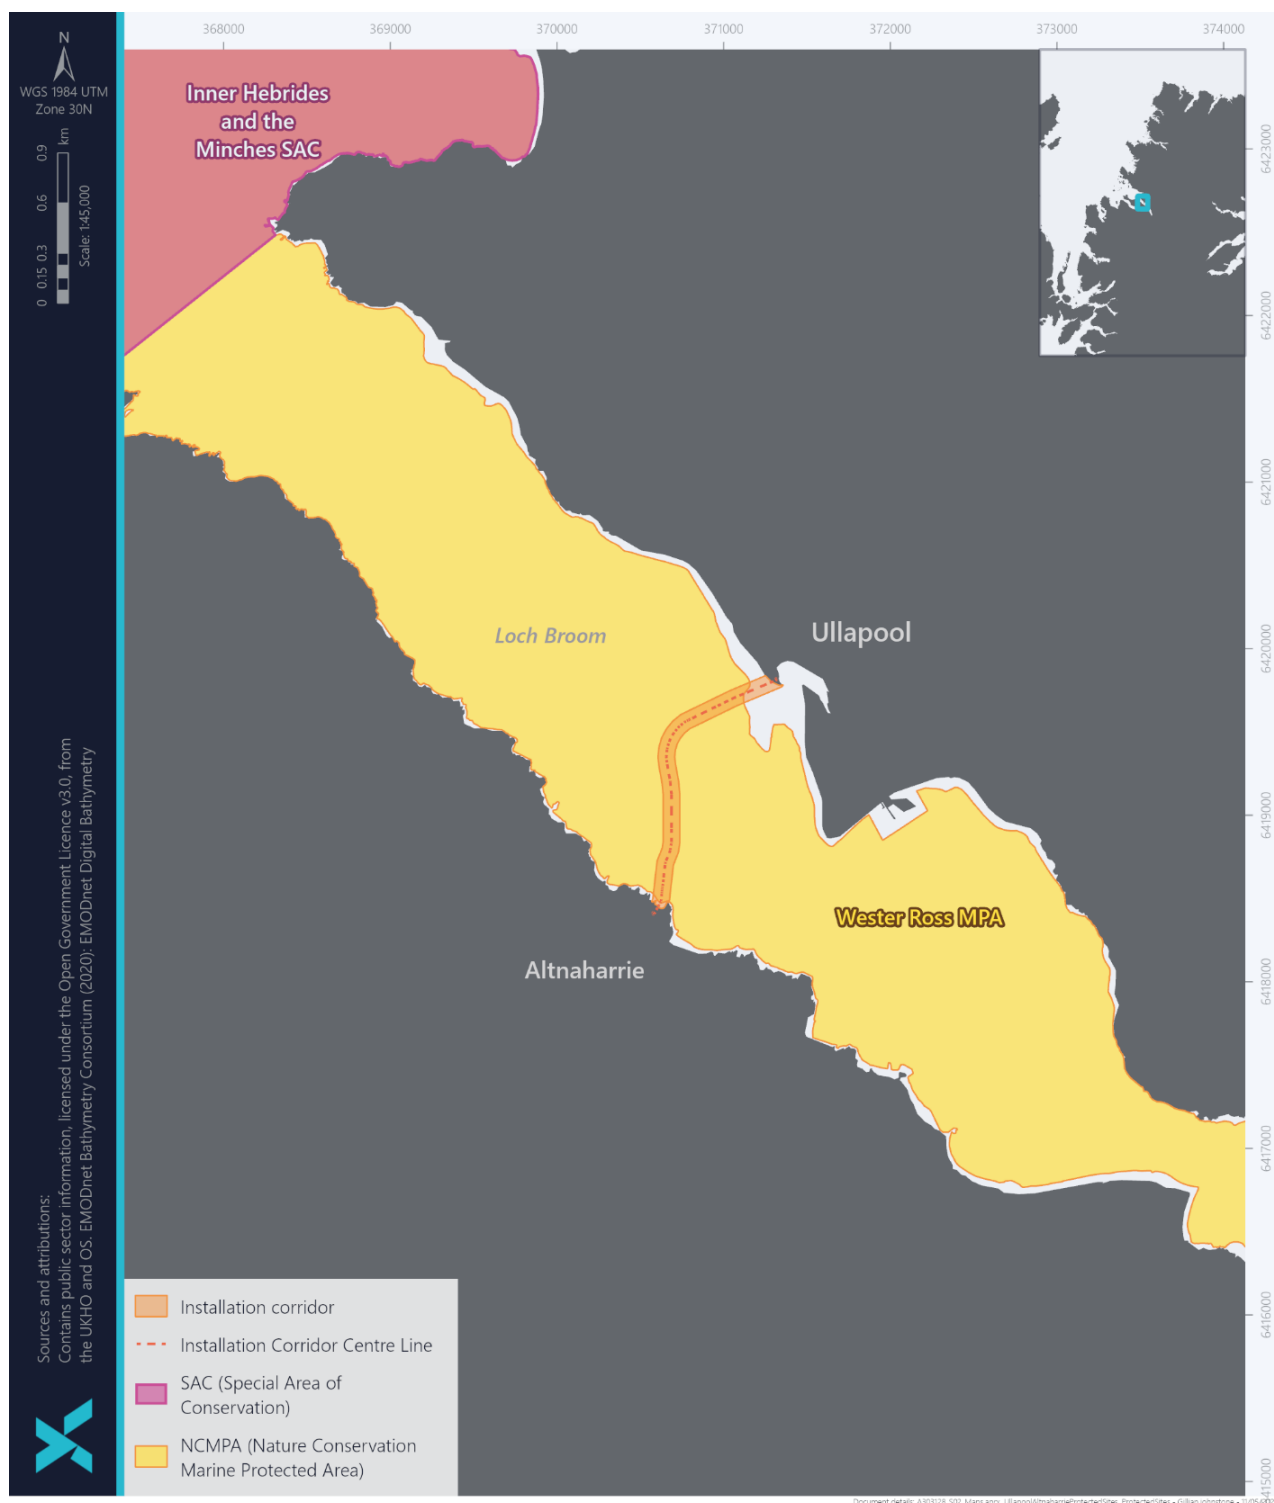 368000
369000
370000
371000
372000
373000
374000
N
WGS 1984 UTM
Zone 30N
km
0 0.15 0.3 0.6 0.9
Scale: 1:45,000
Inner Hebrides
and the
Minches SAC
6423000
6422000
6421000
6420000
6419000
6418000
6417000
6416000
6415000
Ullapool
Loch Broom
Wester Ross MPA
Altnaharrie
Sources and attributions:
Contains public sector information, licensed under the Open Government Licence v3.0, from
the UKHO and OS. EMODnet Bathymetry Consortium (2020): EMODnet Digital Bathymetry
Installation corridor
Installation Corridor Centre Line
SAC (Special Area of
Conservation)
NCMPA (Nature Conservation
Marine Protected Area)